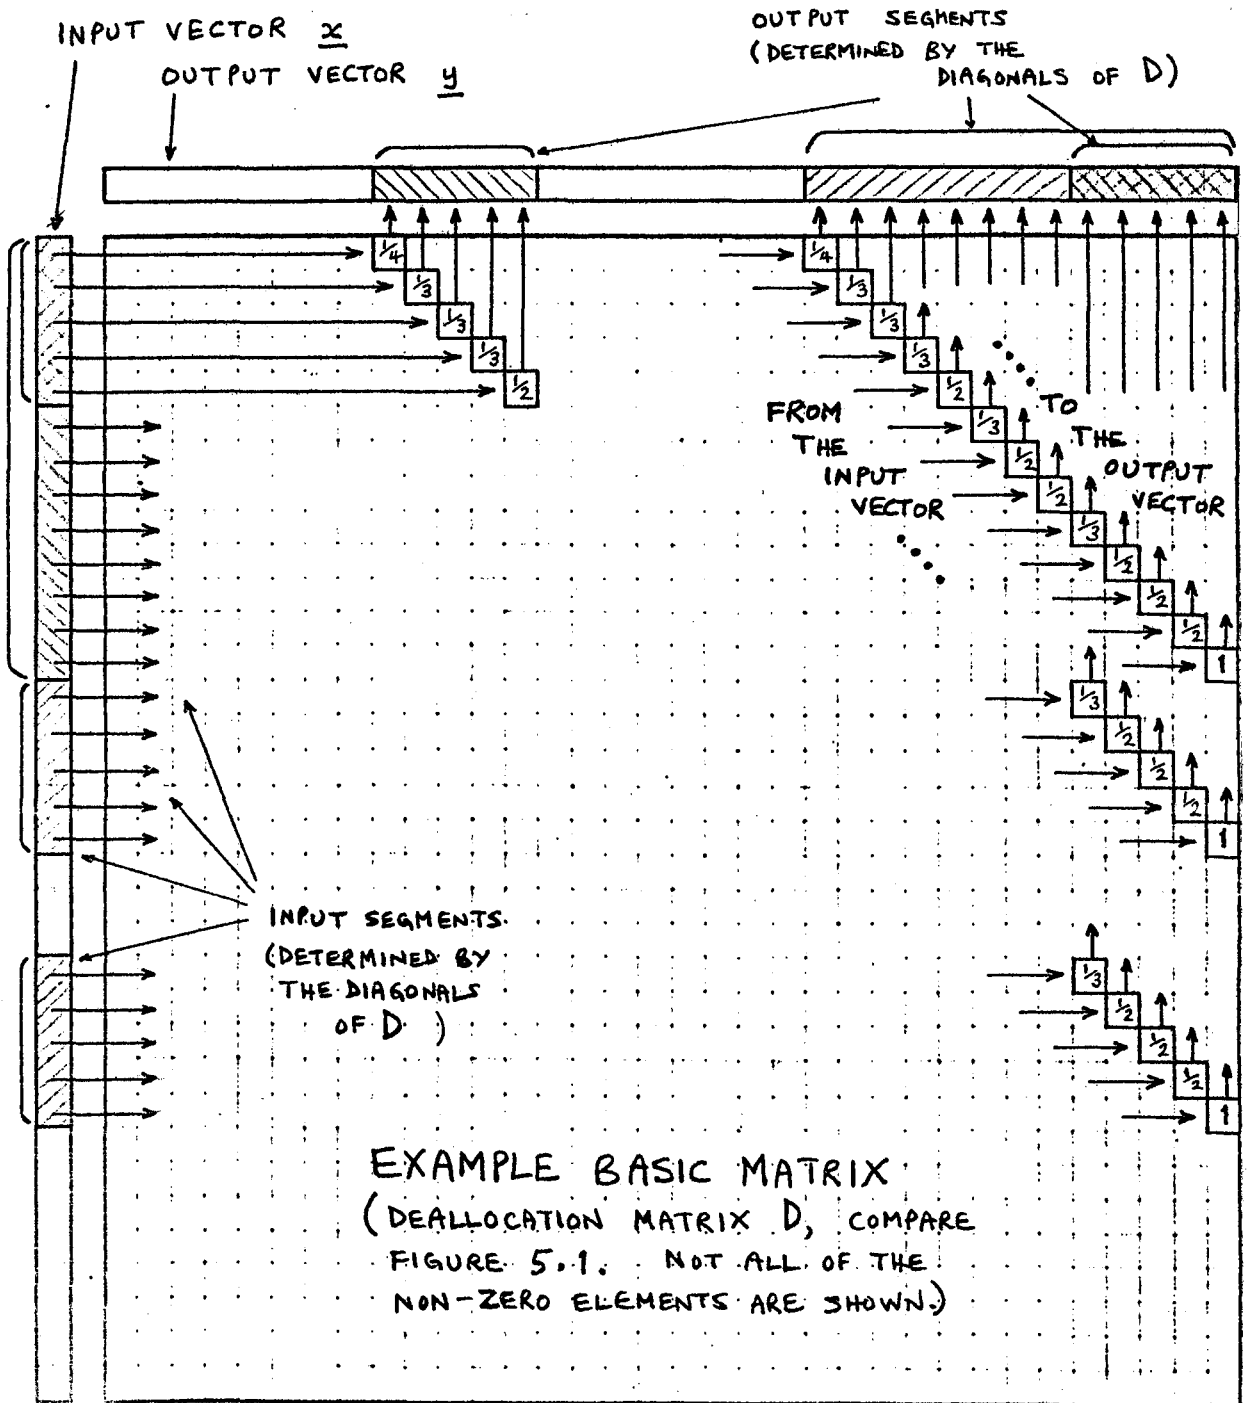 INPUT VECTOR x
OUTPUT VECTOR y
OUTPUT SEGMENTS
(DETERMINED BY THE
DIAGONALS OF D)
1/4
1/3
1/3
1/3
1/2
1/4
1/3
1/3
1/3
1/2
1/3
1/2
1/2
1/3
1/2
1/2
1/2
1
FROM
THE
INPUT
VECTOR
TO
THE
OUTPUT
VECTOR
1/3
1/2
1/2
1/2
1
INPUT SEGMENTS
(DETERMINED BY
THE DIAGONALS
OF D )
1/3
1/2
1/2
1/2
1
EXAMPLE BASIC MATRIX
(DEALLOCATION MATRIX D, COMPARE
FIGURE 5.1. NOT ALL OF THE
NON-ZERO ELEMENTS ARE SHOWN.)